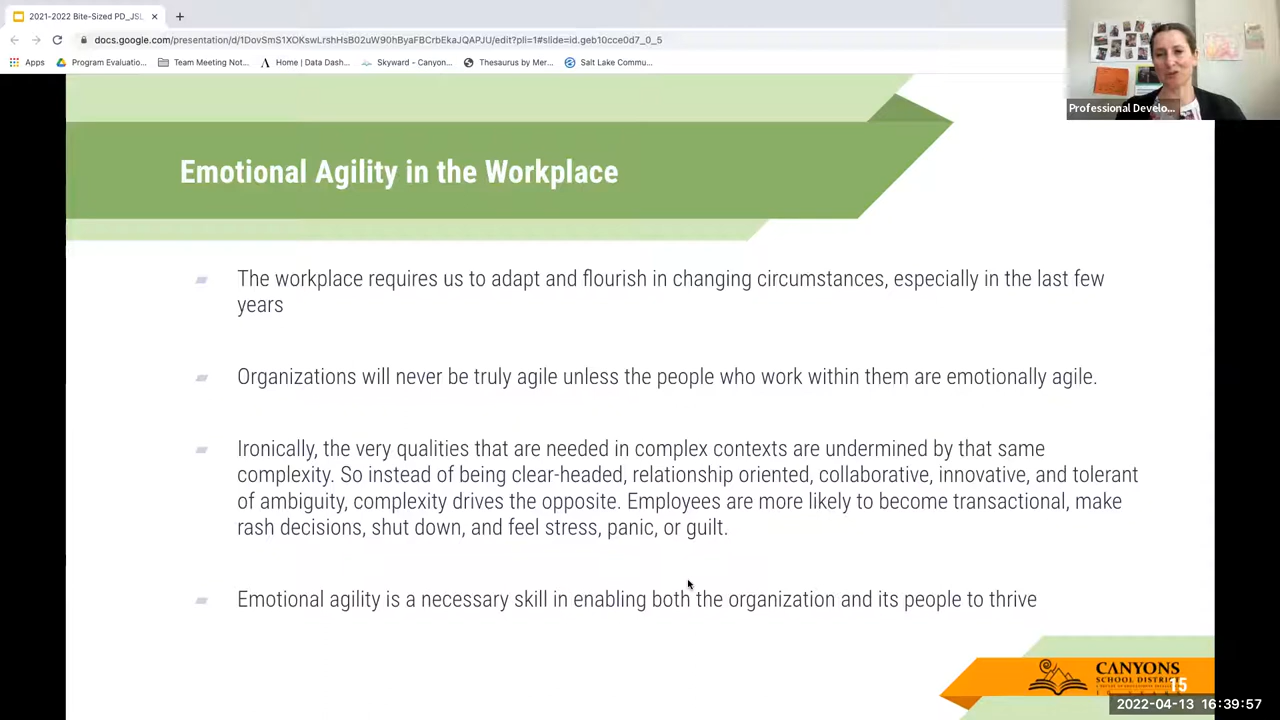 2021-2022 Bite-Sized PD_JSL
docs.google.com/presentation/d/1DovSmS1XOKswLrshHsB02uW90hByaFBCrbEkaJQAPJU/edit?pli=1#slide=id.geb10cce0d7_0_5
Apps Program Evaluatio... Team Meeting Not... Home | Data Dash... Skyward - Canyon... Thesaurus by Mer... Salt Lake Commu...
Professional Develo...
Emotional Agility in the Workplace
The workplace requires us to adapt and flourish in changing circumstances, especially in the last few
years
Organizations will never be truly agile unless the people who work within them are emotionally agile.
Ironically, the very qualities that are needed in complex contexts are undermined by that same
complexity. So instead of being clear-headed, relationship oriented, collaborative, innovative, and tolerant
of ambiguity, complexity drives the opposite. Employees are more likely to become transactional, make
rash decisions, shut down, and feel stress, panic, or guilt.
Emotional agility is a necessary skill in enabling both the organization and its people to thrive
CANYONS
SCHOOL DISTRICT
15
2022-04-13 16:39:57